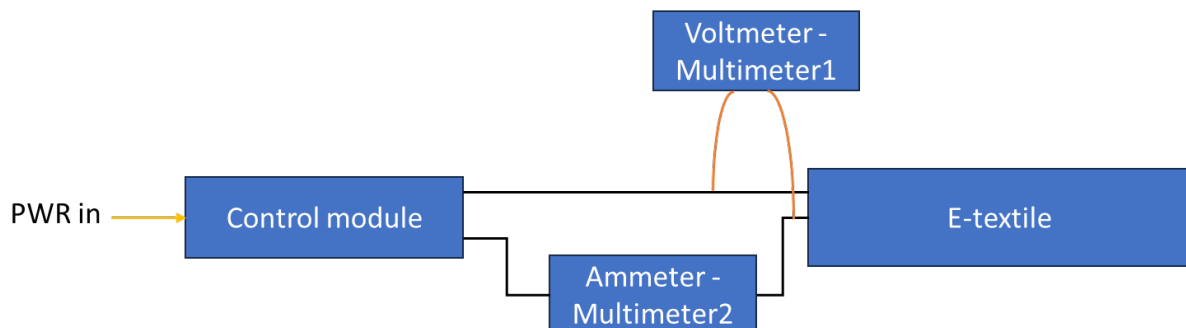 Voltmeter -
Multimeter1
PWR in
Control module
E-textile
Ammeter -
Multimeter2